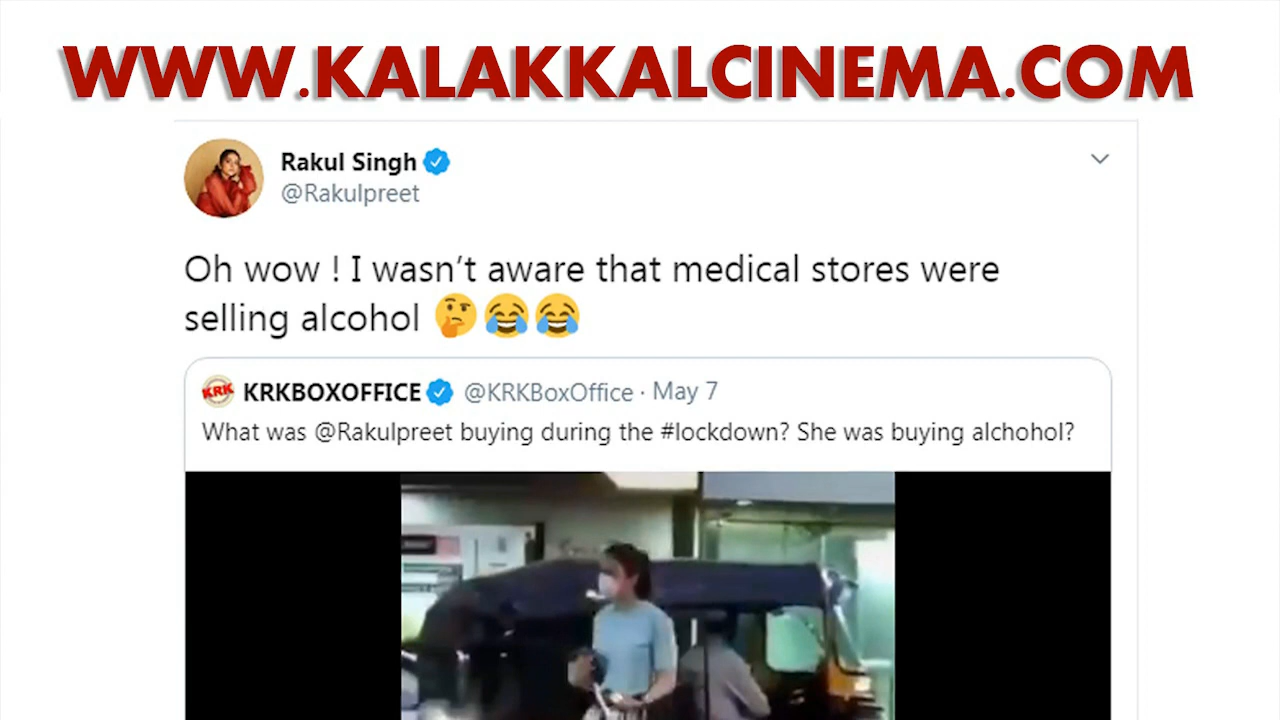 WWW.KALAKKALCINEMA.COM
Rakul Singh
@Rakulpreet
Oh wow ! I wasn’t aware that medical stores were
selling alcohol 🤔😂😂
KRK KRKBOXOFFICE @KRKBoxOffice · May 7
What was @Rakulpreet buying during the #lockdown? She was buying alchohol?